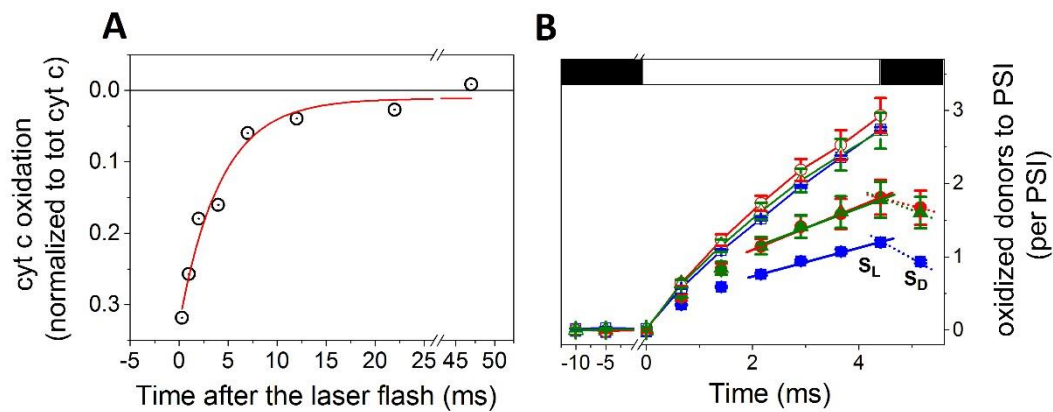 A
cyt c oxidation
(normalized to tot cyt c)
0.0
0.1
0.2
0.3
-5 0 5 10 15 20 25 45 50
Time after the laser flash (ms)
B
S_L
S_D
3
2
1
0
-10 -5 0 2 4
Time (ms)
oxidized donors to PSI
(per PSI)